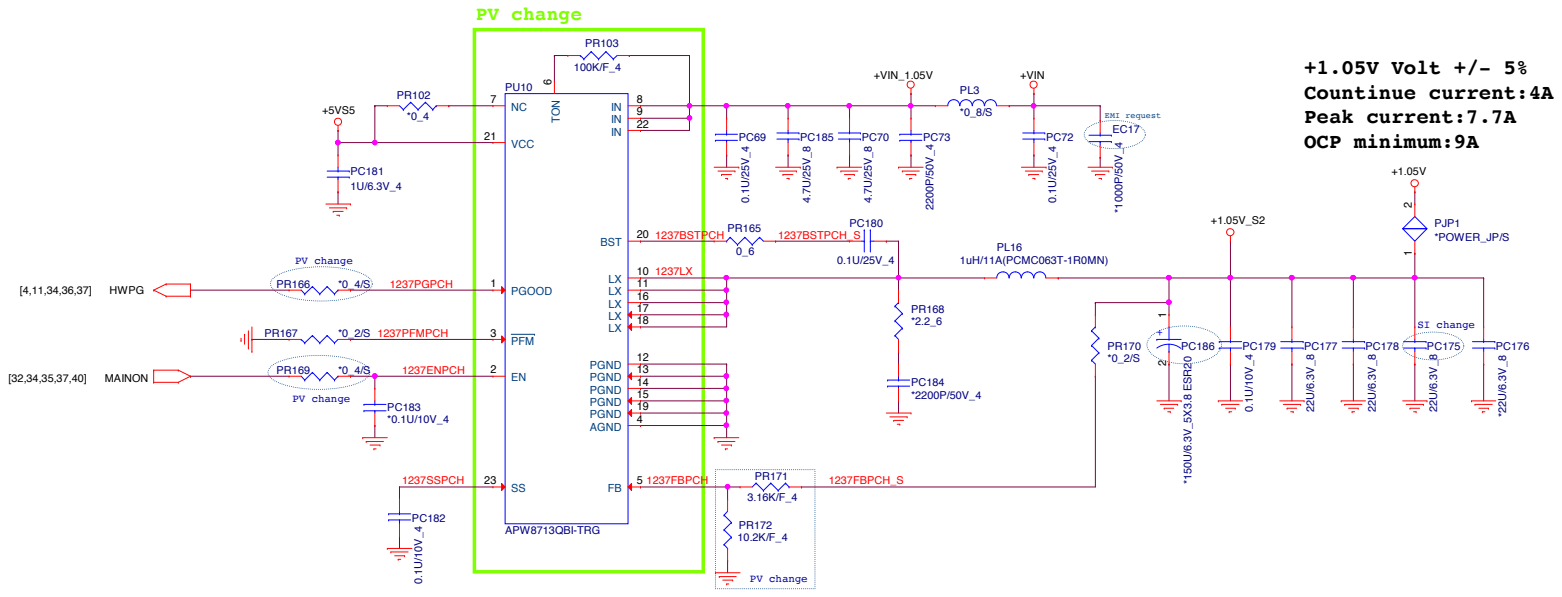 PV change
+1.05V Volt +/- 5%
Countinue current:4A
Peak current:7.7A
OCP minimum:9A
PR103
100K/F_4
6
TON
PU10
+5VS5
PR102
*0_4
7
NC
21
VCC
PC181
1U/6.3V_4
IN
8
IN
9
IN
22
+VIN_1.05V
+VIN
PL3
*0_8/S
EMI request
EC17
*1000P/50V_4
PC69
0.1U/25V_4
PC185
4.7U/25V_8
PC70
4.7U/25V_8
PC73
2200P/50V_4
PC72
0.1U/25V_4
BST
20
1237BSTPCH
PR165
0_6
1237BSTPCH_S
PC180
0.1U/25V_4
LX
10
1237LX
LX
11
LX
16
LX
17
LX
18
PL16
1uH/11A(PCMC063T-1R0MN)
+1.05V_S2
+1.05V
2
PJP1
*POWER_JP/S
1
PV change
[4,11,34,36,37]
HWPG
PR166
*0_4/S
1237PGPCH
1
PGOOD
PR167
*0_2/S
1237PFMPCH
3
PFM
[32,34,35,37,40]
MAINON
PR169
*0_4/S
1237ENPCH
2
EN
PV change
PC183
*0.1U/10V_4
PGND
12
PGND
13
PGND
14
PGND
15
PGND
19
AGND
4
PR168
*2.2_6
PC184
*2200P/50V_4
PR170
*0_2/S
1
+
PC186
2
*150U/6.3V_5X3.8 ESR20
PC179
0.1U/10V_4
PC177
22U/6.3V_8
PC178
22U/6.3V_8
SI change
PC175
22U/6.3V_8
PC176
*22U/6.3V_8
1237SSPCH
23
SS
PC182
0.1U/10V_4
FB
5
1237FBPCH
PR171
3.16K/F_4
1237FBPCH_S
PR172
10.2K/F_4
PV change
APW8713QBI-TRG